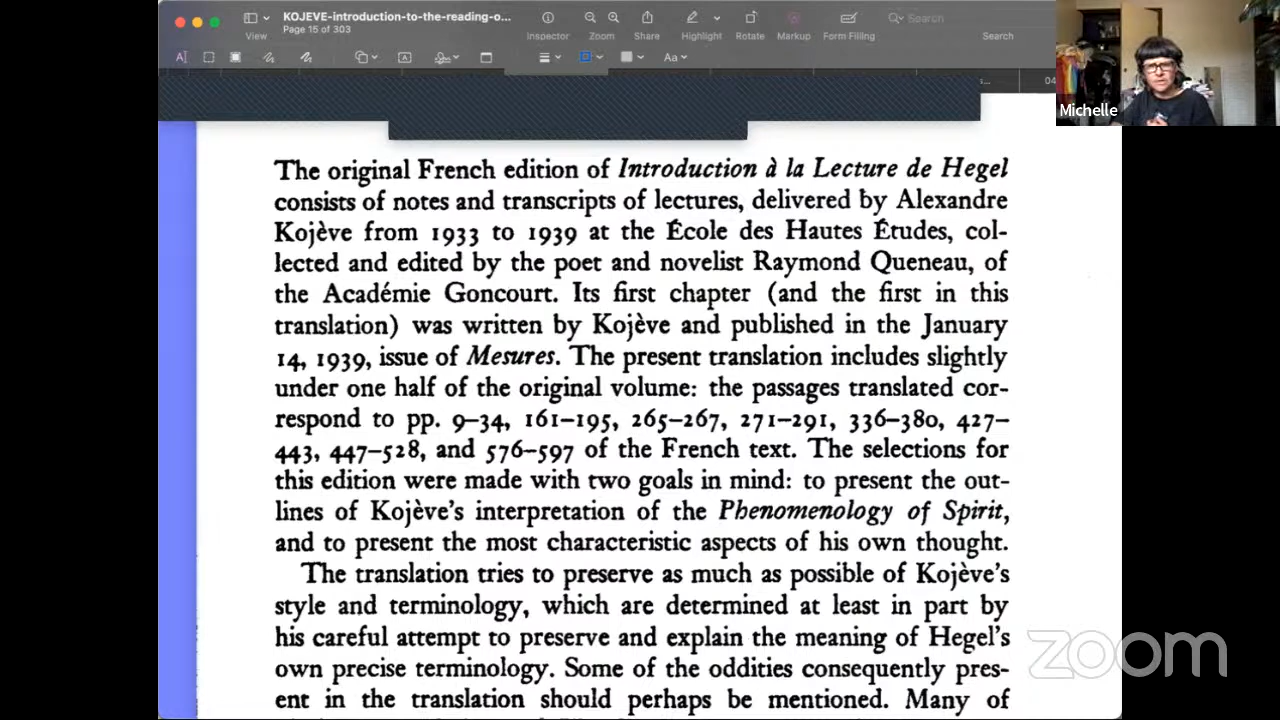 KOJEVE-introduction-to-the-reading-o...
Page 15 of 303
View
Inspector
Zoom
Share
Highlight
Rotate
Markup
Form Filling
Search
Search
Aa
04
Michelle
The original French edition of Introduction à la Lecture de Hegel
consists of notes and transcripts of lectures, delivered by Alexandre
Kojève from 1933 to 1939 at the École des Hautes Études, col-
lected and edited by the poet and novelist Raymond Queneau, of
the Académie Goncourt. Its first chapter (and the first in this
translation) was written by Kojève and published in the January
14, 1939, issue of Mesures. The present translation includes slightly
under one half of the original volume: the passages translated cor-
respond to pp. 9–34, 161–195, 265–267, 271–291, 336–380, 427–
443, 447–528, and 576–597 of the French text. The selections for
this edition were made with two goals in mind: to present the out-
lines of Kojève's interpretation of the Phenomenology of Spirit,
and to present the most characteristic aspects of his own thought.
The translation tries to preserve as much as possible of Kojève's
style and terminology, which are determined at least in part by
his careful attempt to preserve and explain the meaning of Hegel's
own precise terminology. Some of the oddities consequently pres-
ent in the translation should perhaps be mentioned. Many of
zoom